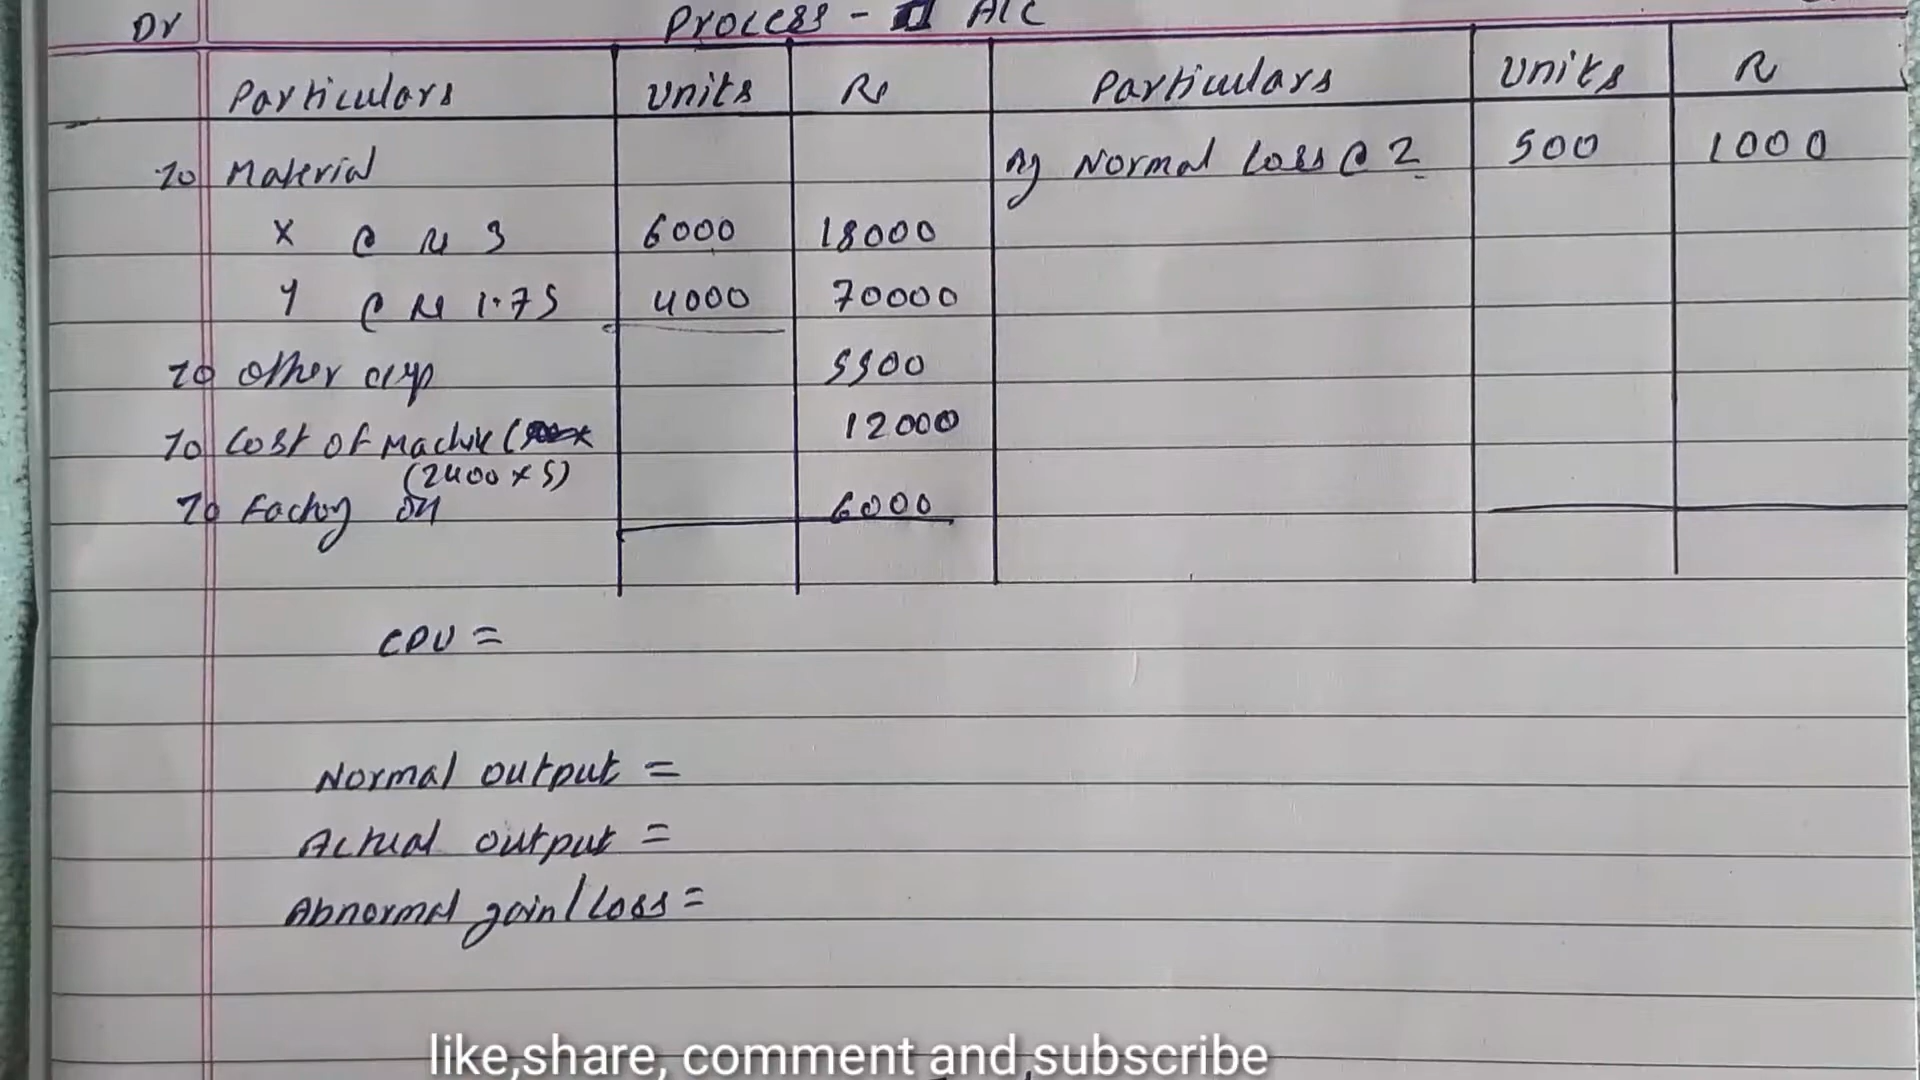 Dr Process - II A/C
Particulars Units Rs Particulars Units R
To Material By Normal Loss @ 2 500 1000
X @ Rs 3 6000 18000
Y @ Rs 1.75 4000 70000
To other exp 5500
To Cost of Machine ( 12000
(2400 x 5)
To Factory OH 6000
CPU =
Normal output =
Actual output =
Abnormal gain/Loss =
like,share, comment and subscribe